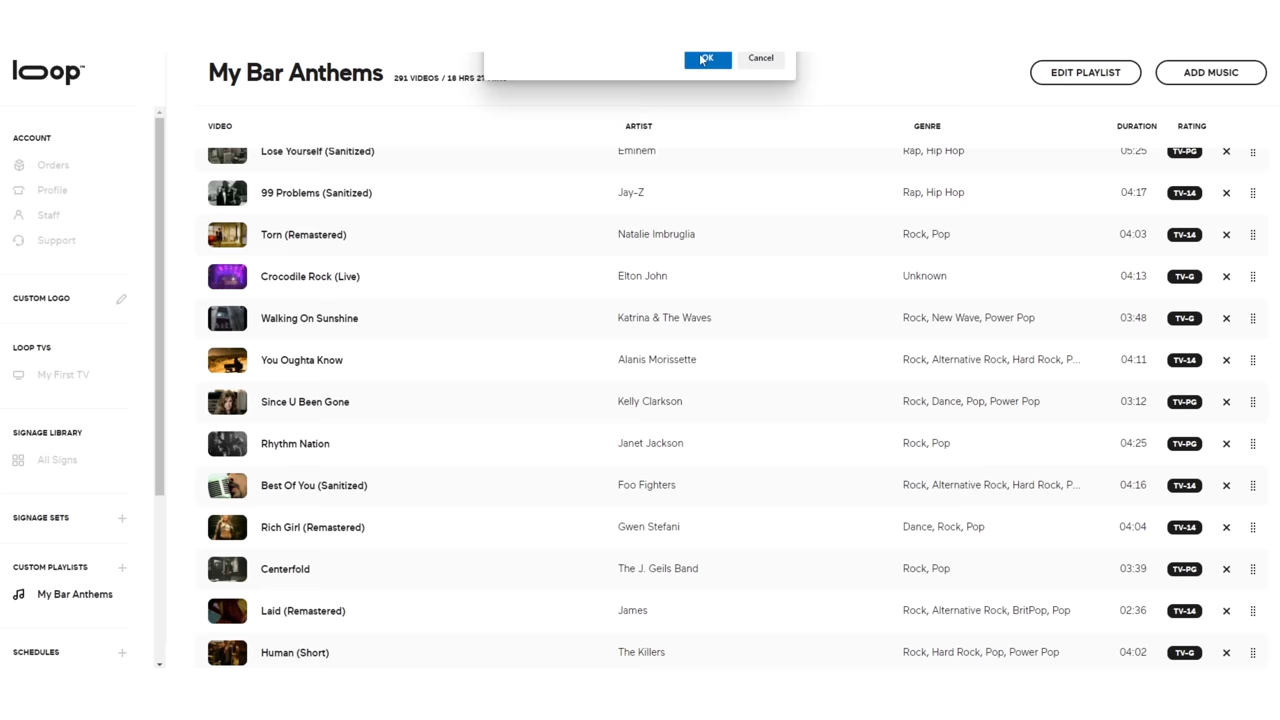 OK Cancel
loop™
My Bar Anthems 291 VIDEOS / 18 HRS
EDIT PLAYLIST ADD MUSIC
VIDEO ARTIST GENRE DURATION RATING
ACCOUNT
Orders
Profile
Staff
Support
CUSTOM LOGO
LOOP TVS
My First TV
SIGNAGE LIBRARY
All Signs
SIGNAGE SETS
CUSTOM PLAYLISTS
My Bar Anthems
SCHEDULES
Lose Yourself (Sanitized) Eminem Rap, Hip Hop 05:25 TV-PG
99 Problems (Sanitized) Jay-Z Rap, Hip Hop 04:17 TV-14
Torn (Remastered) Natalie Imbruglia Rock, Pop 04:03 TV-14
Crocodile Rock (Live) Elton John Unknown 04:13 TV-G
Walking On Sunshine Katrina & The Waves Rock, New Wave, Power Pop 03:48 TV-G
You Oughta Know Alanis Morissette Rock, Alternative Rock, Hard Rock, P... 04:11 TV-14
Since U Been Gone Kelly Clarkson Rock, Dance, Pop, Power Pop 03:12 TV-PG
Rhythm Nation Janet Jackson Rock, Pop 04:25 TV-PG
Best Of You (Sanitized) Foo Fighters Rock, Alternative Rock, Hard Rock, P... 04:16 TV-14
Rich Girl (Remastered) Gwen Stefani Dance, Rock, Pop 04:04 TV-14
Centerfold The J. Geils Band Rock, Pop 03:39 TV-PG
Laid (Remastered) James Rock, Alternative Rock, BritPop, Pop 02:36 TV-14
Human (Short) The Killers Rock, Hard Rock, Pop, Power Pop 04:02 TV-G